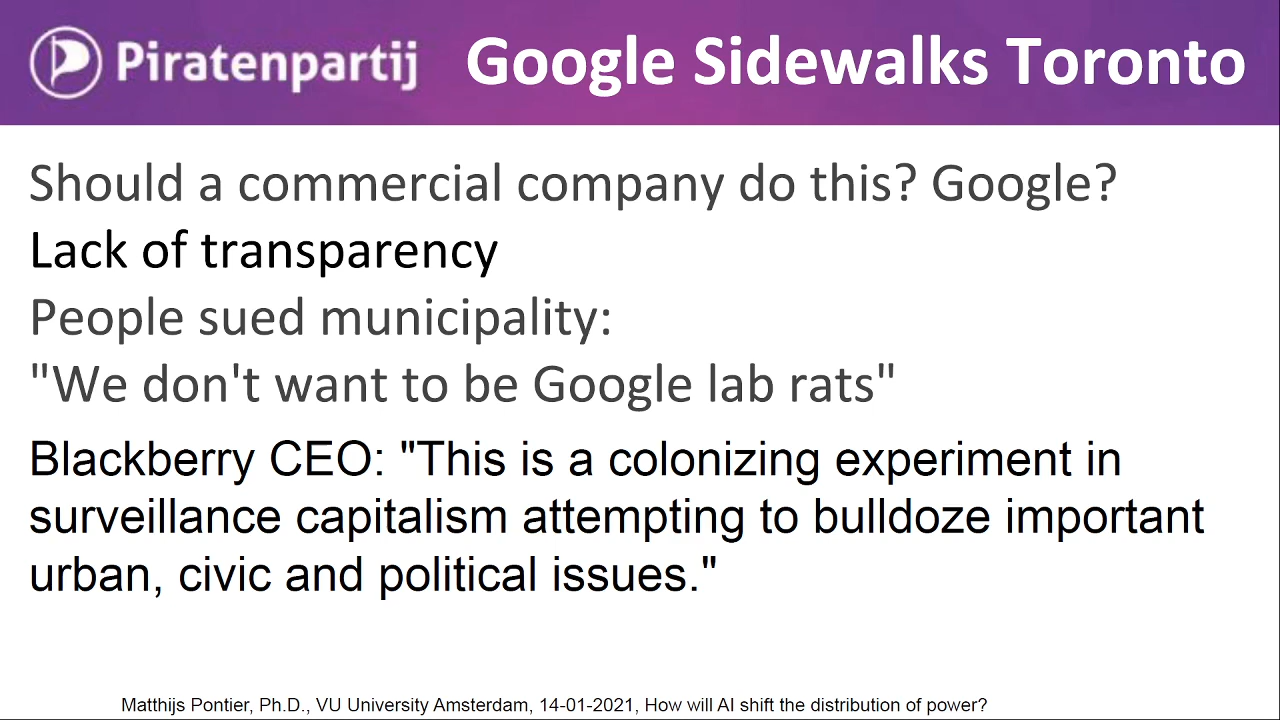 Piratenpartij
Google Sidewalks Toronto
Should a commercial company do this? Google?
Lack of transparency
People sued municipality:
"We don't want to be Google lab rats"
Blackberry CEO: "This is a colonizing experiment in
surveillance capitalism attempting to bulldoze important
urban, civic and political issues."
Matthijs Pontier, Ph.D., VU University Amsterdam, 14-01-2021, How will AI shift the distribution of power?